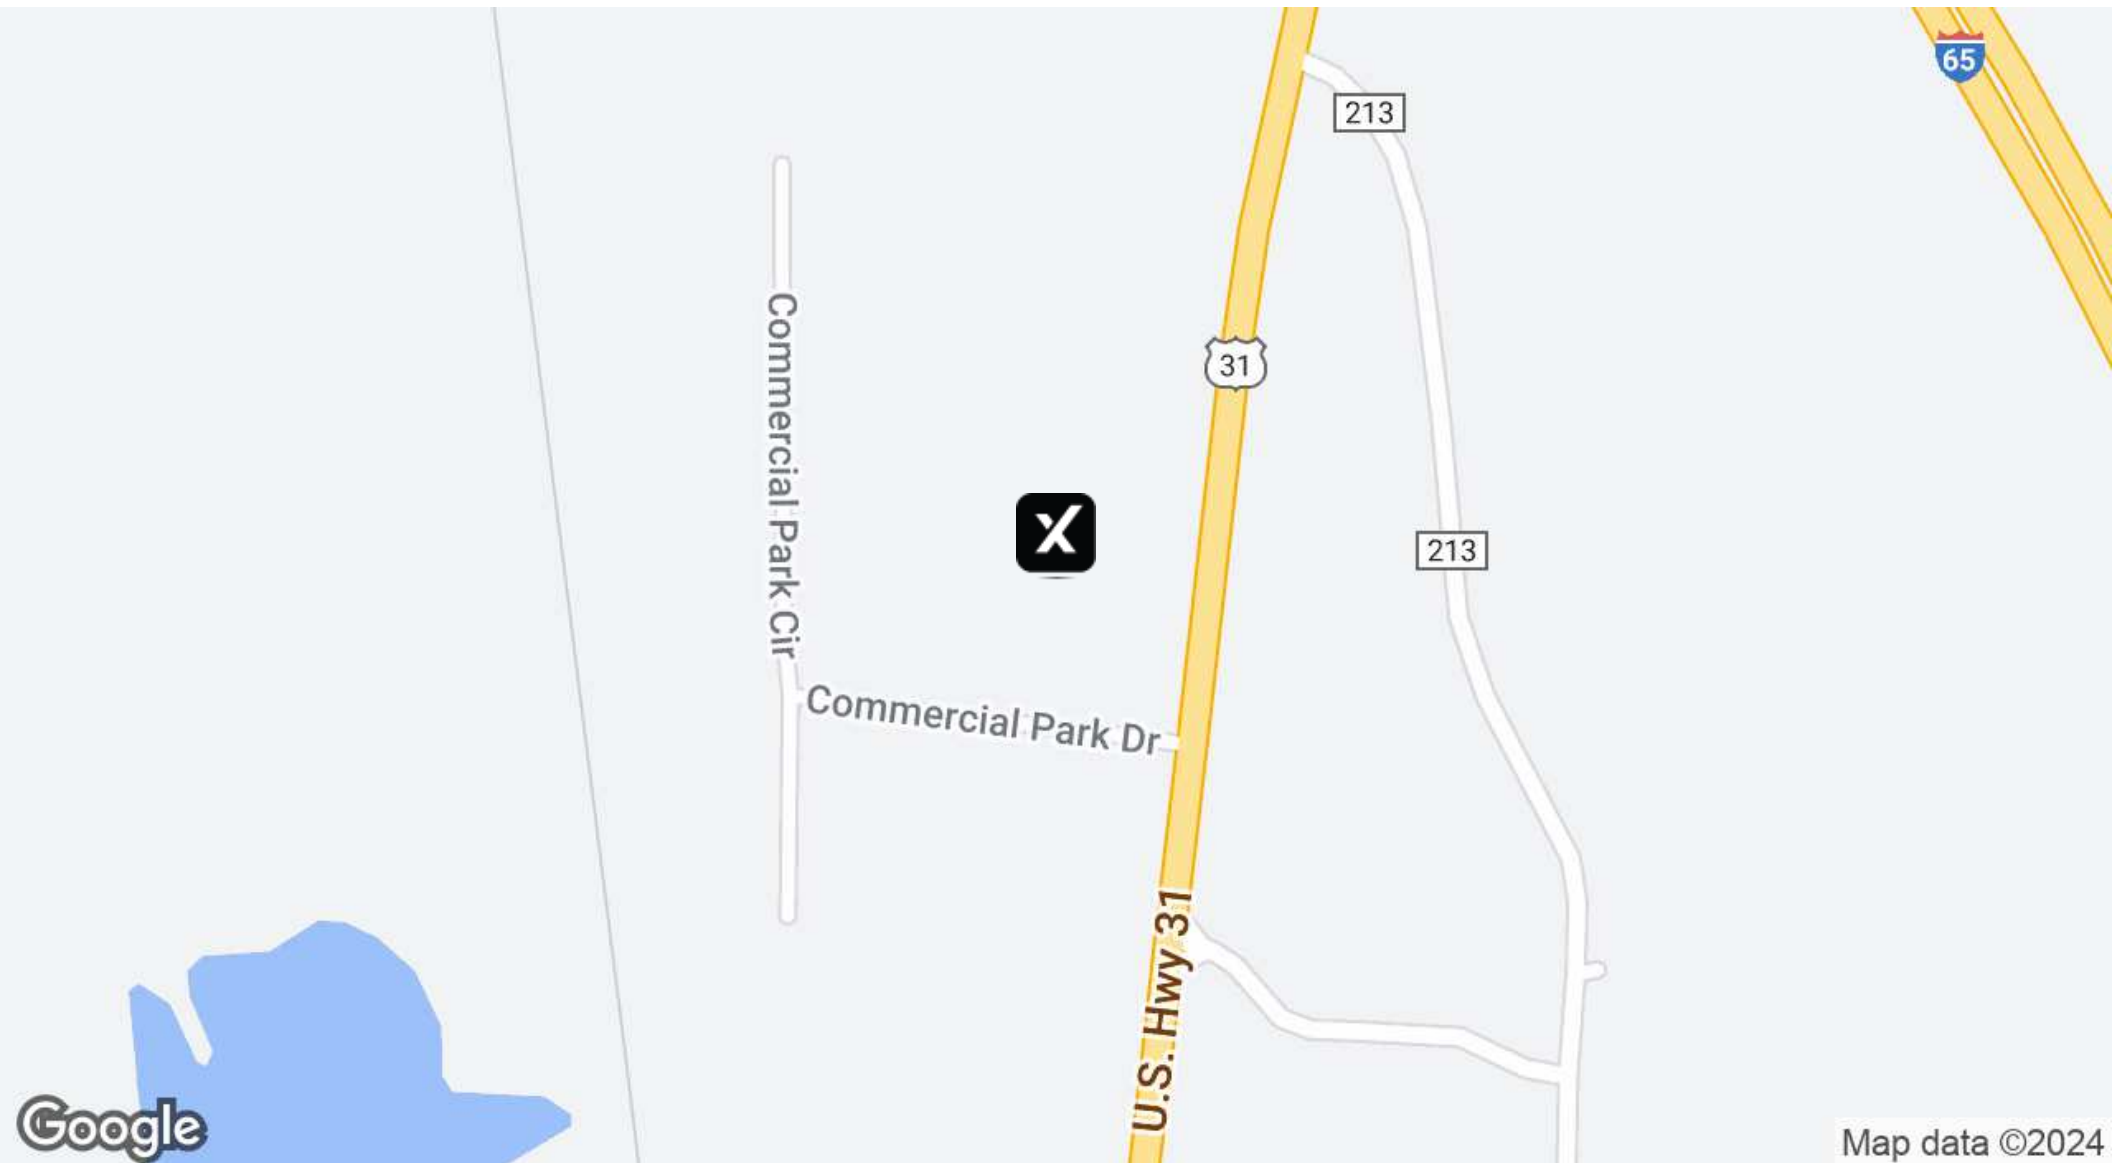 65
213
Commercial Park Cir
31
X
213
Commercial Park Dr
U.S. Hwy 31
Google
Map data ©2024